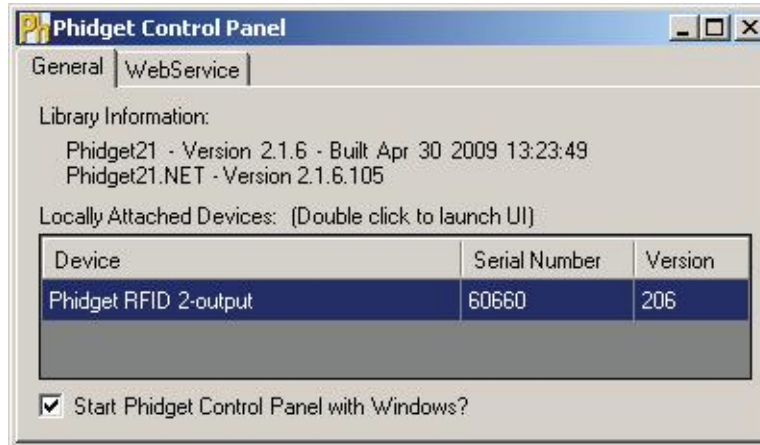 Phidget Control Panel
General WebService
Library Information:
Phidget21 - Version 2.1.6 - Built Apr 30 2009 13:23:49
Phidget21.NET - Version 2.1.6.105
Locally Attached Devices: (Double click to launch UI)
Device Serial Number Version
Phidget RFID 2-output 60660 206
Start Phidget Control Panel with Windows?